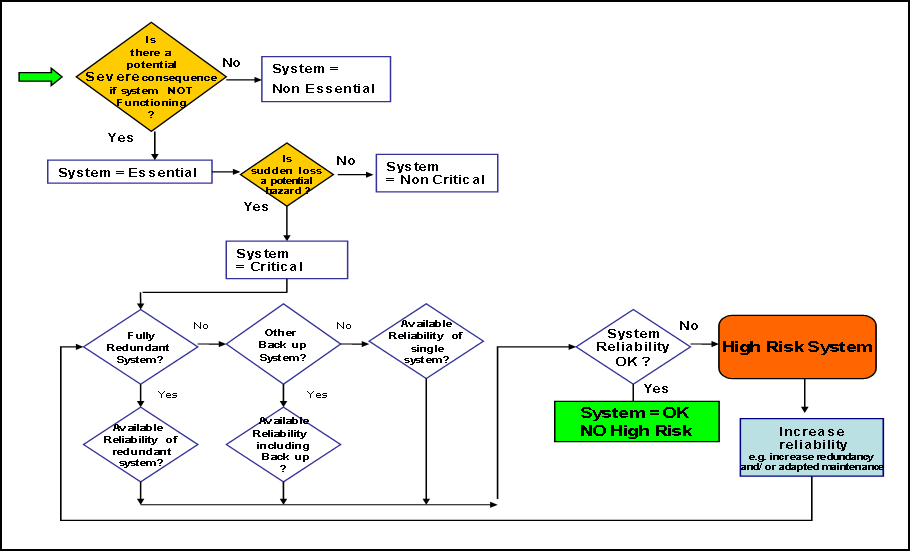 Is
there a
potential
Severe consequence
if system NOT
Functioning
?
No
System =
Non Essential
Yes
System = Essential
Is
sudden loss
a potential
hazard ?
No
System
= Non Critical
Yes
System
= Critical
Fully
Redundant
System?
No
Other
Back up
System?
No
Available
Reliability of
single
system?
System
Reliability
OK ?
No
High Risk System
Yes
Yes
Yes
Available
Reliability of
redundant
system?
Available
Reliability
including
Back up
?
System = OK
NO High Risk
Increase
reliability
e.g. increase redundancy
and/ or adapted maintenance